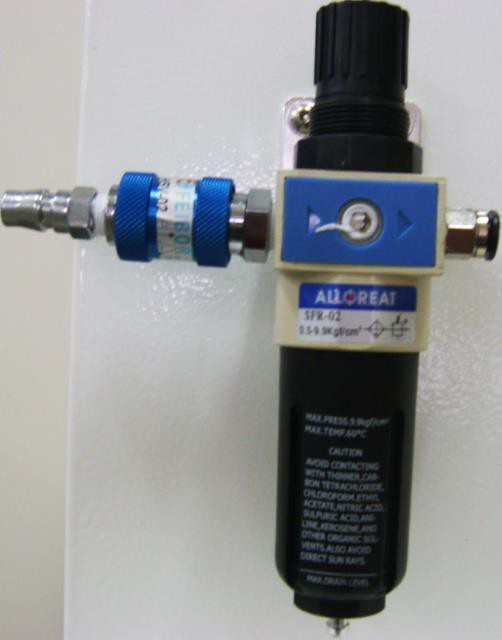 FEIBOR
ALLOREAT
SFR-02
0.5-9.9Kgf/cm²
MAX.PRESS.9.9kgf/cm²
MAX.TEMP.60°C
CAUTION
AVOID CONTACTING
WITH THINNER,CAR-
BON TETRACHLORIDE,
CHLOROFORM,ETHYL
ACETATE,NITRIC ACID,
SULFURIC ACID,ANI-
LINE,KEROSENE,AND
OTHER ORGANIC SOL-
VENTS.ALSO AVOID
DIRECT SUN RAYS.
MAX.DRAIN LEVEL